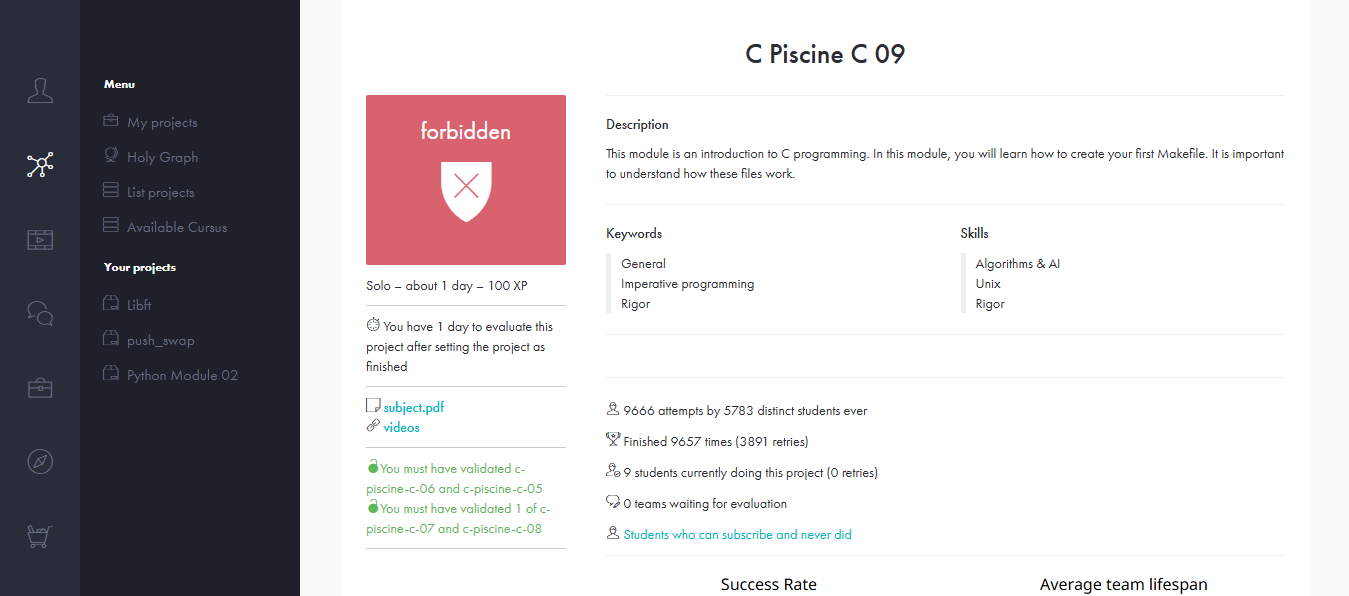 Menu
My projects
Holy Graph
List projects
Available Cursus
Your projects
Libft
push_swap
Python Module 02
C Piscine C 09
forbidden
Solo – about 1 day – 100 XP
You have 1 day to evaluate this
project after setting the project as
finished
subject.pdf
videos
You must have validated c-
piscine-c-06 and c-piscine-c-05
You must have validated 1 of c-
piscine-c-07 and c-piscine-c-08
Description
This module is an introduction to C programming. In this module, you will learn how to create your first Makefile. It is important
to understand how these files work.
Keywords
General
Imperative programming
Rigor
Skills
Algorithms & AI
Unix
Rigor
9666 attempts by 5783 distinct students ever
Finished 9657 times (3891 retries)
9 students currently doing this project (0 retries)
0 teams waiting for evaluation
Students who can subscribe and never did
Success Rate
Average team lifespan